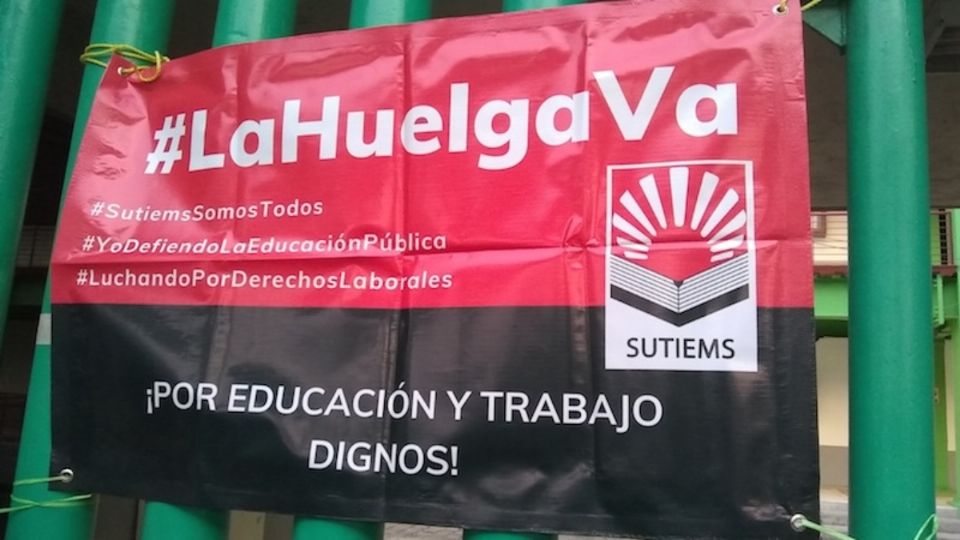 #LaHuelgaVa
#SutiemsSomosTodos
#YoDefiendoLaEducaciónPública
#LuchandoPorDerechosLaborales
SUTIEMS
¡POR EDUCACIÓN Y TRABAJO
DIGNOS!